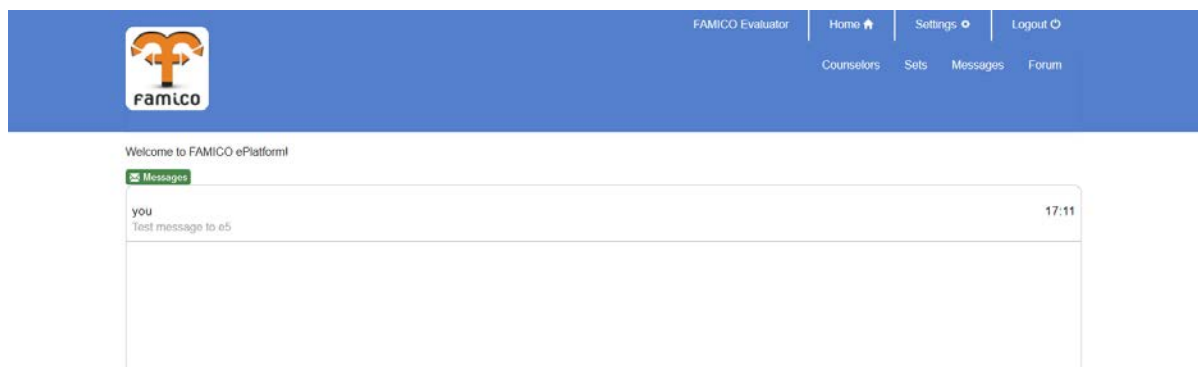 FAMICO Evaluator Home Settings Logout
Famico
Counselors Sets Messages Forum
Welcome to FAMICO ePlatform!
Messages
you 17:11
Test message to e5